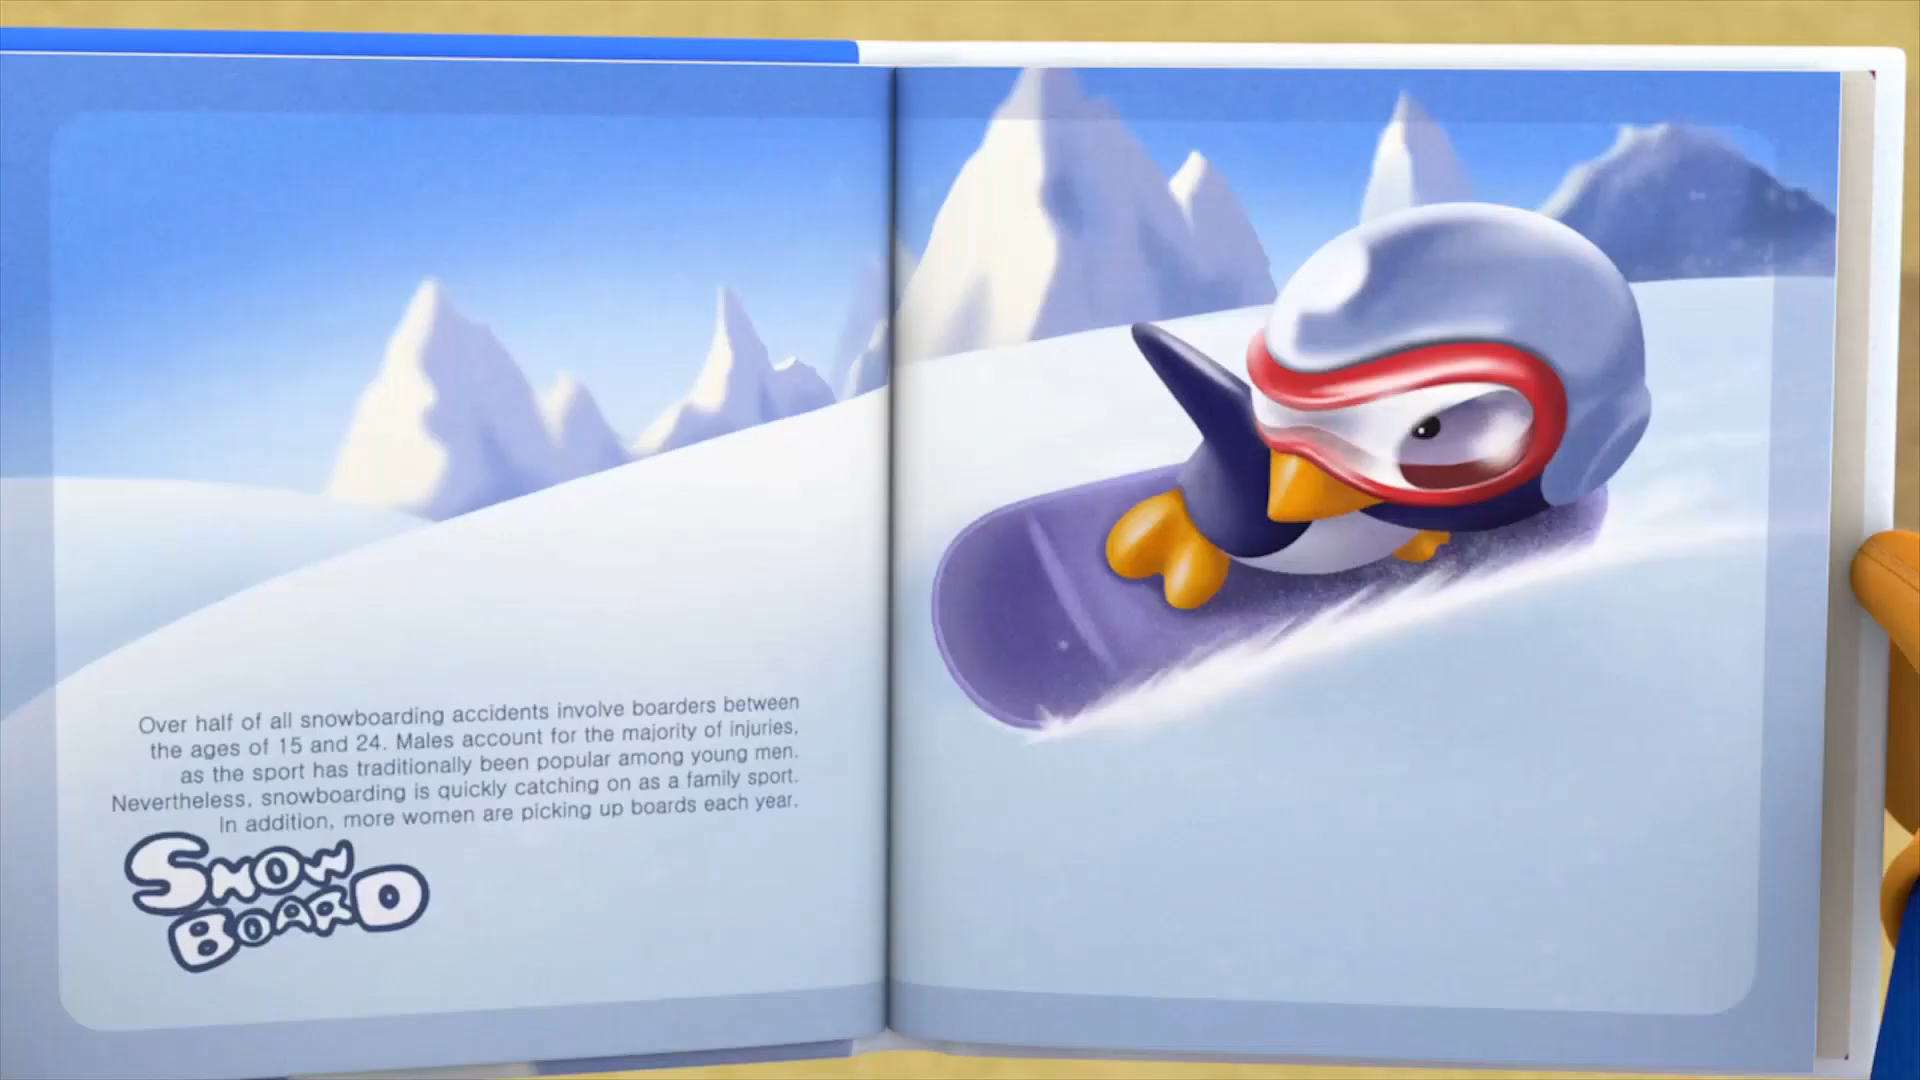 Over half of all snowboarding accidents involve boarders between
the ages of 15 and 24. Males account for the majority of injuries,
as the sport has traditionally been popular among young men.
Nevertheless, snowboarding is quickly catching on as a family sport.
In addition, more women are picking up boards each year.
SNOW
BOARD